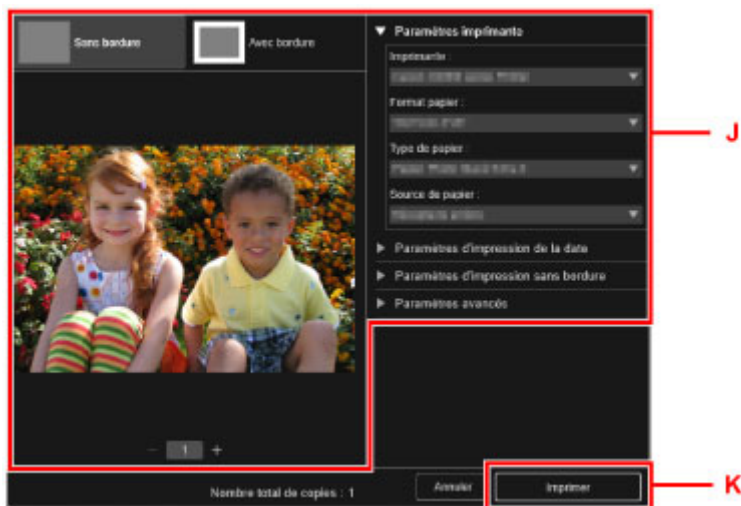 Sans bordure
Avec bordure
Paramètres imprimante
Imprimante :
Format papier :
Type de papier :
Source de papier :
Paramètres d'impression de la date
Paramètres d'impression sans bordure
Paramètres avancés
J
− 1 +
Nombre total de copies : 1
Annuler
Imprimer
K